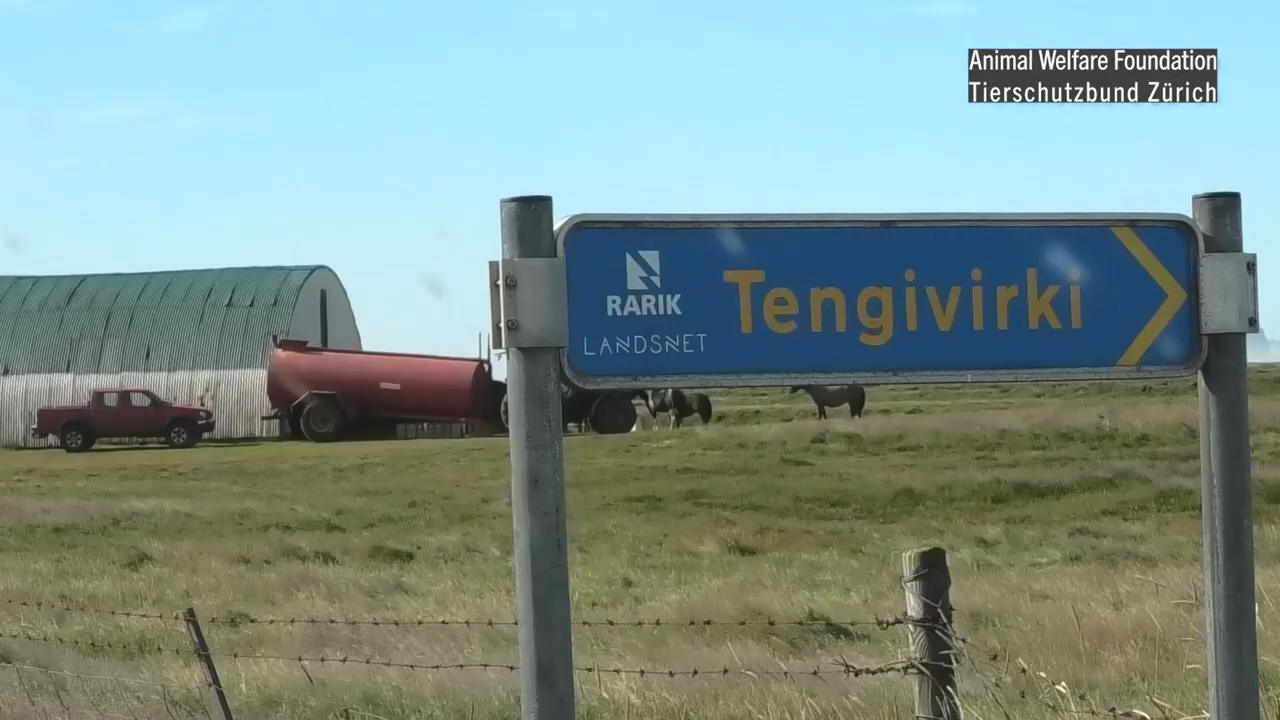 Animal Welfare Foundation
Tierschutzbund Zürich
RARIK
LANDSNET
Tengivirki